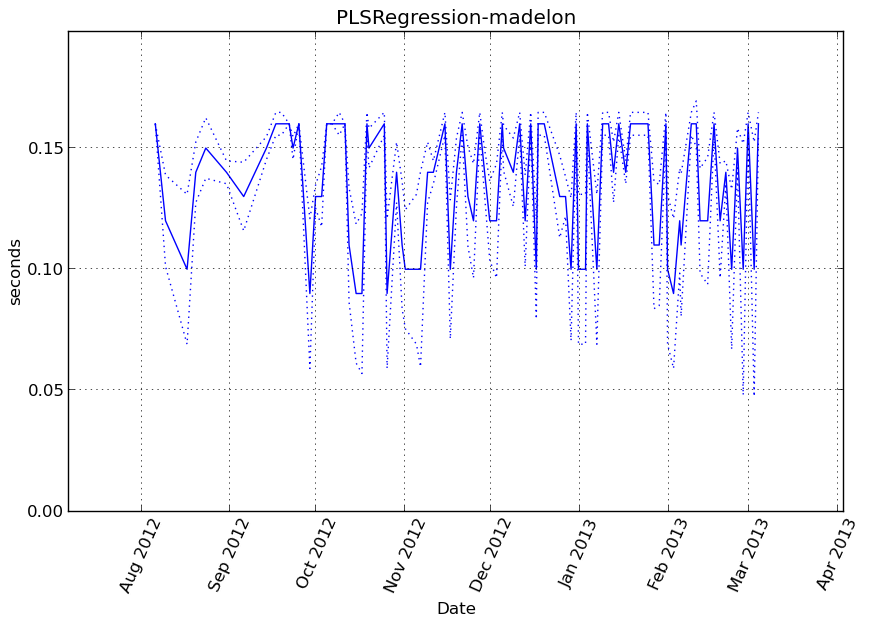 PLSRegression-madelon
seconds
0.15
0.10
0.05
0.00
Aug 2012
Sep 2012
Oct 2012
Nov 2012
Dec 2012
Jan 2013
Feb 2013
Mar 2013
Apr 2013
Date